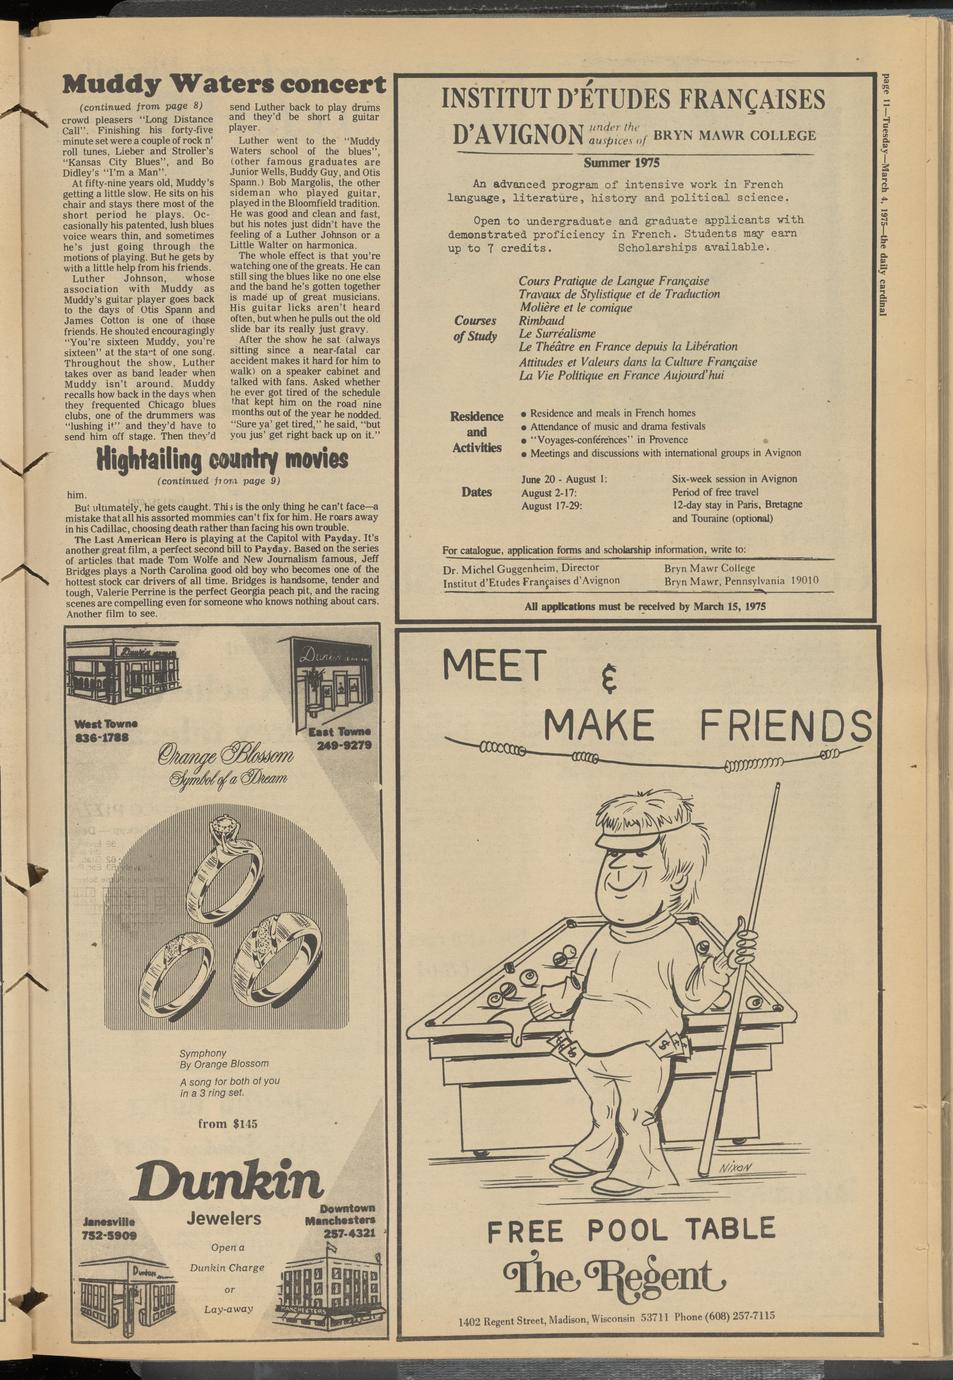 Muddy Waters concert
(continued from page 8)
crowd pleasers "Long Distance
Call". Finishing his forty-five
minute set were a couple of rock n'
roll tunes, Lieber and Stroller's
"Kansas City Blues", and Bo
Didley's "I'm a Man".
At fifty-nine years old, Muddy's
getting a little slow. He sits on his
chair and stays there most of the
short period he plays. Oc-
casionally his patented, lush blues
voice wears thin, and sometimes
he's just going through the
motions of playing. But he gets by
with a little help from his friends.
Luther Johnson, whose
association with Muddy as
Muddy's guitar player goes back
to the days of Otis Spann and
James Cotton is one of those
friends. He shouted encouragingly
"You're sixteen Muddy, you're
sixteen" at the start of one song.
Throughout the show, Luther
takes over as band leader when
Muddy isn't around. Muddy
recalls how back in the days when
they frequented Chicago blues
clubs, one of the drummers was
"lushing it" and they'd have to
send him off stage. Then they'd
send Luther back to play drums
and they'd be short a guitar
player.
Luther went to the "Muddy
Waters school of the blues",
(other famous graduates are
Junior Wells, Buddy Guy, and Otis
Spann.) Bob Margolis, the other
sideman who played guitar,
played in the Bloomfield tradition.
He was good and clean and fast,
but his notes just didn't have the
feeling of a Luther Johnson or a
Little Walter on harmonica.
The whole effect is that you're
watching one of the greats. He can
still sing the blues like no one else
and the band he's gotten together
is made up of great musicians.
His guitar licks aren't heard
often, but when he pulls out the old
slide bar its really just gravy.
After the show he sat (always
sitting since a near-fatal car
accident makes it hard for him to
walk) on a speaker cabinet and
talked with fans. Asked whether
he ever got tired of the schedule
that kept him on the road nine
months out of the year he nodded.
"Sure ya' get tired," he said, "but
you jus' get right back up on it."
Hightailing country movies
(continued from page 9)
him.
But ultimately, he gets caught. This is the only thing he can't face—a
mistake that all his assorted mommies can't fix for him. He roars away
in his Cadillac, choosing death rather than facing his own trouble.
The Last American Hero is playing at the Capitol with Payday. It's
another great film, a perfect second bill to Payday. Based on the series
of articles that made Tom Wolfe and New Journalism famous, Jeff
Bridges plays a North Carolina good old boy who becomes one of the
hottest stock car drivers of all time. Bridges is handsome, tender and
tough, Valerie Perrine is the perfect Georgia peach pit, and the racing
scenes are compelling even for someone who knows nothing about cars.
Another film to see.
INSTITUT D'ÉTUDES FRANÇAISES
D'AVIGNON under the auspices of BRYN MAWR COLLEGE
Summer 1975
An advanced program of intensive work in French
language, literature, history and political science.
Open to undergraduate and graduate applicants with
demonstrated proficiency in French. Students may earn
up to 7 credits. Scholarships available.
Courses
of Study
Cours Pratique de Langue Française
Travaux de Stylistique et de Traduction
Molière et le comique
Rimbaud
Le Surréalisme
Le Théâtre en France depuis la Libération
Attitudes et Valeurs dans la Culture Française
La Vie Politique en France Aujourd'hui
Residence
and
Activities
• Residence and meals in French homes
• Attendance of music and drama festivals
• "Voyages-conférences" in Provence
• Meetings and discussions with international groups in Avignon
Dates
June 20 - August 1: Six-week session in Avignon
August 2-17: Period of free travel
August 17-29: 12-day stay in Paris, Bretagne
and Touraine (optional)
For catalogue, application forms and scholarship information, write to:
Dr. Michel Guggenheim, Director Bryn Mawr College
Institut d'Etudes Françaises d'Avignon Bryn Mawr, Pennsylvania 19010
All applications must be received by March 15, 1975
page 11—Tuesday—March 4, 1975—the daily cardinal
Dunkin
Dunkin
West Towne
836-1788
East Towne
249-9279
Orange Blossom
Symbol of a Dream
Symphony
By Orange Blossom
A song for both of you
in a 3 ring set.
from $145
Dunkin
Jewelers
Janesville
752-5909
Downtown
Manchesters
257-4321
Open a
Dunkin Charge
or
Lay-away
Dunkin
MANCHESTERS
MEET
&
MAKE FRIENDS
NIXON
FREE POOL TABLE
The Regent
1402 Regent Street, Madison, Wisconsin 53711 Phone (608) 257-7115